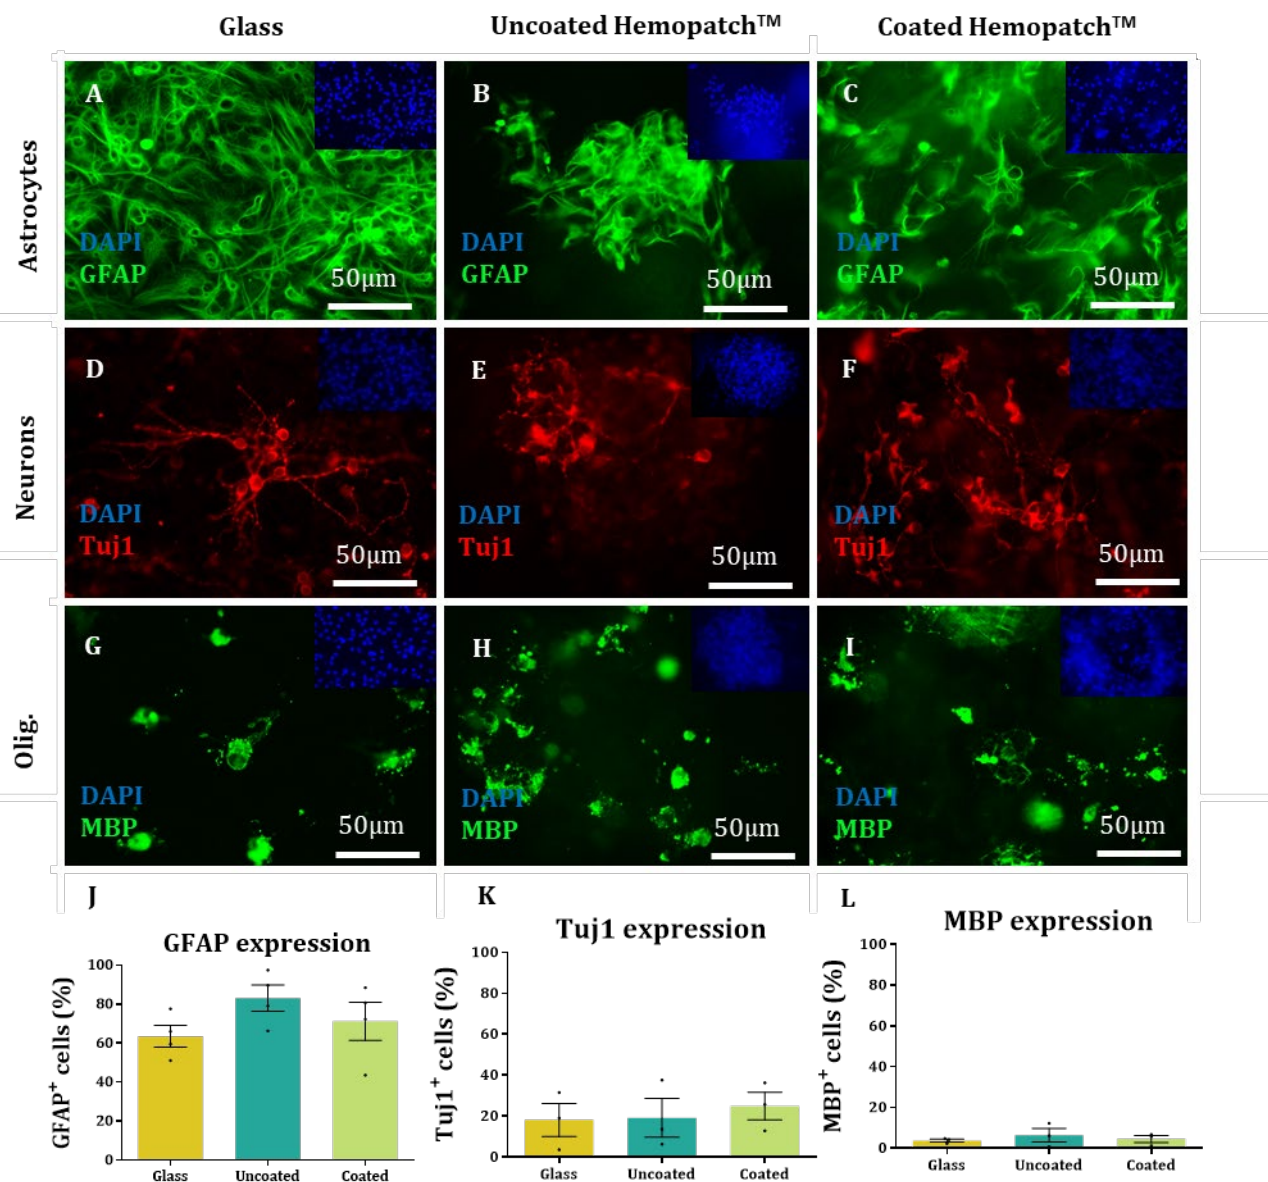 Glass
Uncoated Hemopatch™
Coated Hemopatch™
Astrocytes
A
DAPI
GFAP
50µm
B
DAPI
GFAP
50µm
C
DAPI
GFAP
50µm
Neurons
D
DAPI
Tuj1
50µm
E
DAPI
Tuj1
50µm
F
DAPI
Tuj1
50µm
Olig.
G
DAPI
MBP
50µm
H
DAPI
MBP
50µm
I
DAPI
MBP
50µm
J
GFAP expression
GFAP⁺ cells (%)
100
80
60
40
20
0
Glass
Uncoated
Coated
K
Tuj1 expression
Tuj1⁺ cells (%)
100
80
60
40
20
0
Glass
Uncoated
Coated
L
MBP expression
MBP⁺ cells (%)
100
80
60
40
20
0
Glass
Uncoated
Coated